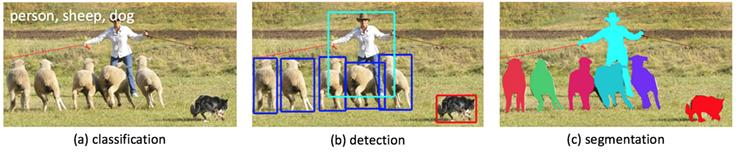 person, sheep, dog
(a) classification
(b) detection
(c) segmentation